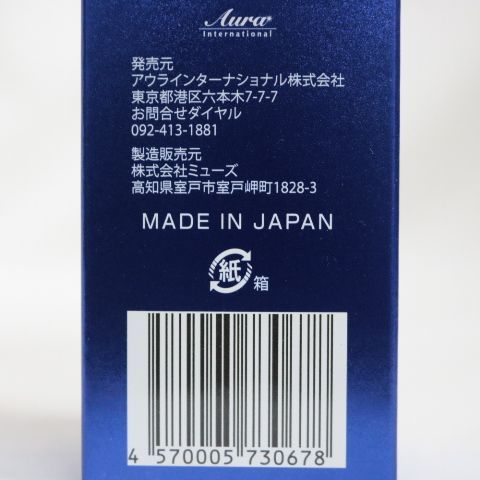 Aura
International
発売元
アウラインターナショナル株式会社
東京都港区六本木7-7-7
お問合せダイヤル
092-413-1881
製造販売元
株式会社ミューズ
高知県室戸市室戸岬町1828-3
MADE IN JAPAN
紙 箱
4 570005 730678